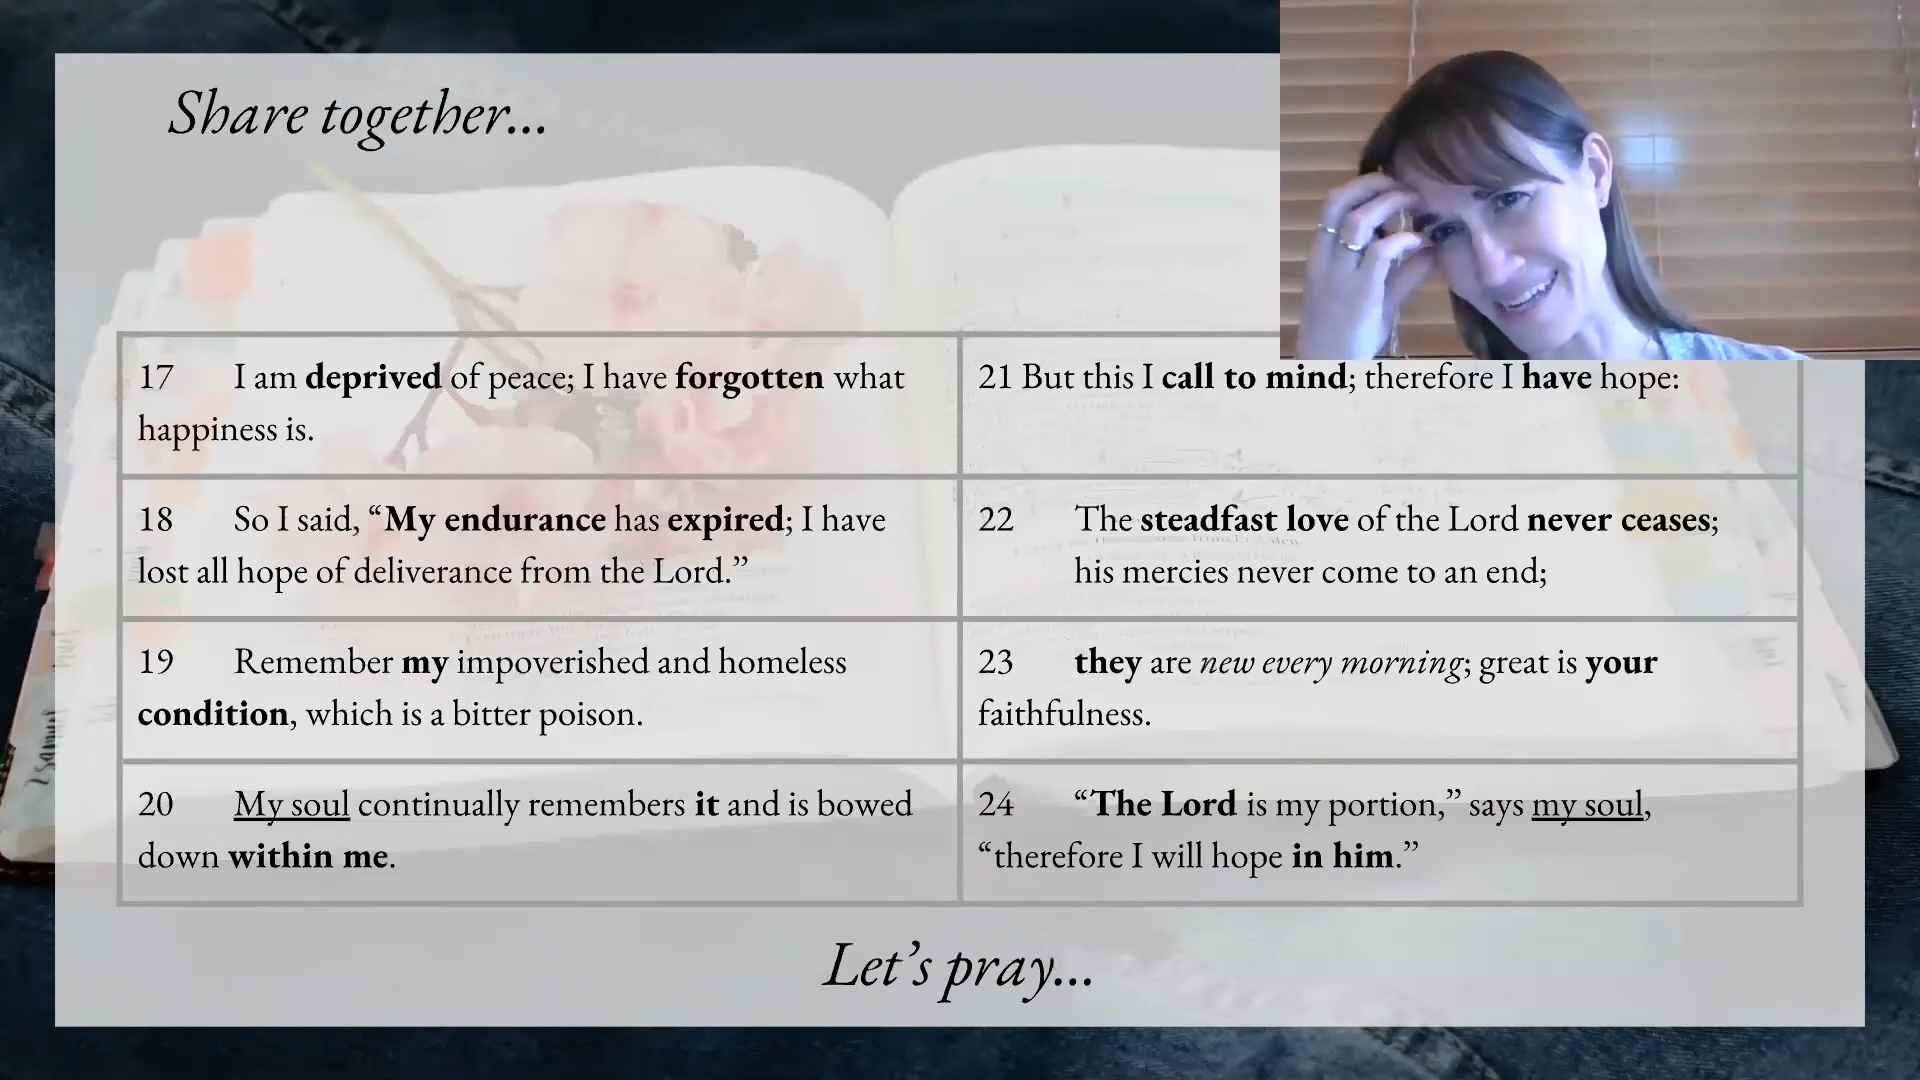 Share together...
17 I am deprived of peace; I have forgotten what
happiness is.
21 But this I call to mind; therefore I have hope:
18 So I said, “My endurance has expired; I have
lost all hope of deliverance from the Lord.”
22 The steadfast love of the Lord never ceases;
his mercies never come to an end;
19 Remember my impoverished and homeless
condition, which is a bitter poison.
23 they are new every morning; great is your
faithfulness.
20 My soul continually remembers it and is bowed
down within me.
24 “The Lord is my portion,” says my soul,
“therefore I will hope in him.”
Let’s pray...